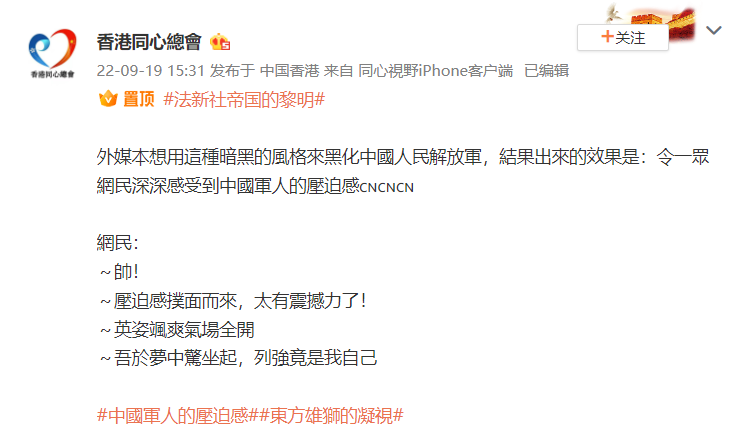 香港同心總會
+关注
22-09-19 15:31 发布于 中国香港 来自 同心視野iPhone客户端 已编辑
香港同心總會
置顶 #法新社帝国的黎明#
外媒本想用這種暗黑的風格來黑化中國人民解放軍，結果出來的效果是：令一眾
網民深深感受到中國軍人的壓迫感CNCNCN
網民：
～帥！
～壓迫感撲面而來，太有震撼力了！
～英姿颯爽氣場全開
～吾於夢中驚坐起，列強竟是我自己
#中國軍人的壓迫感##東方雄獅的凝視#